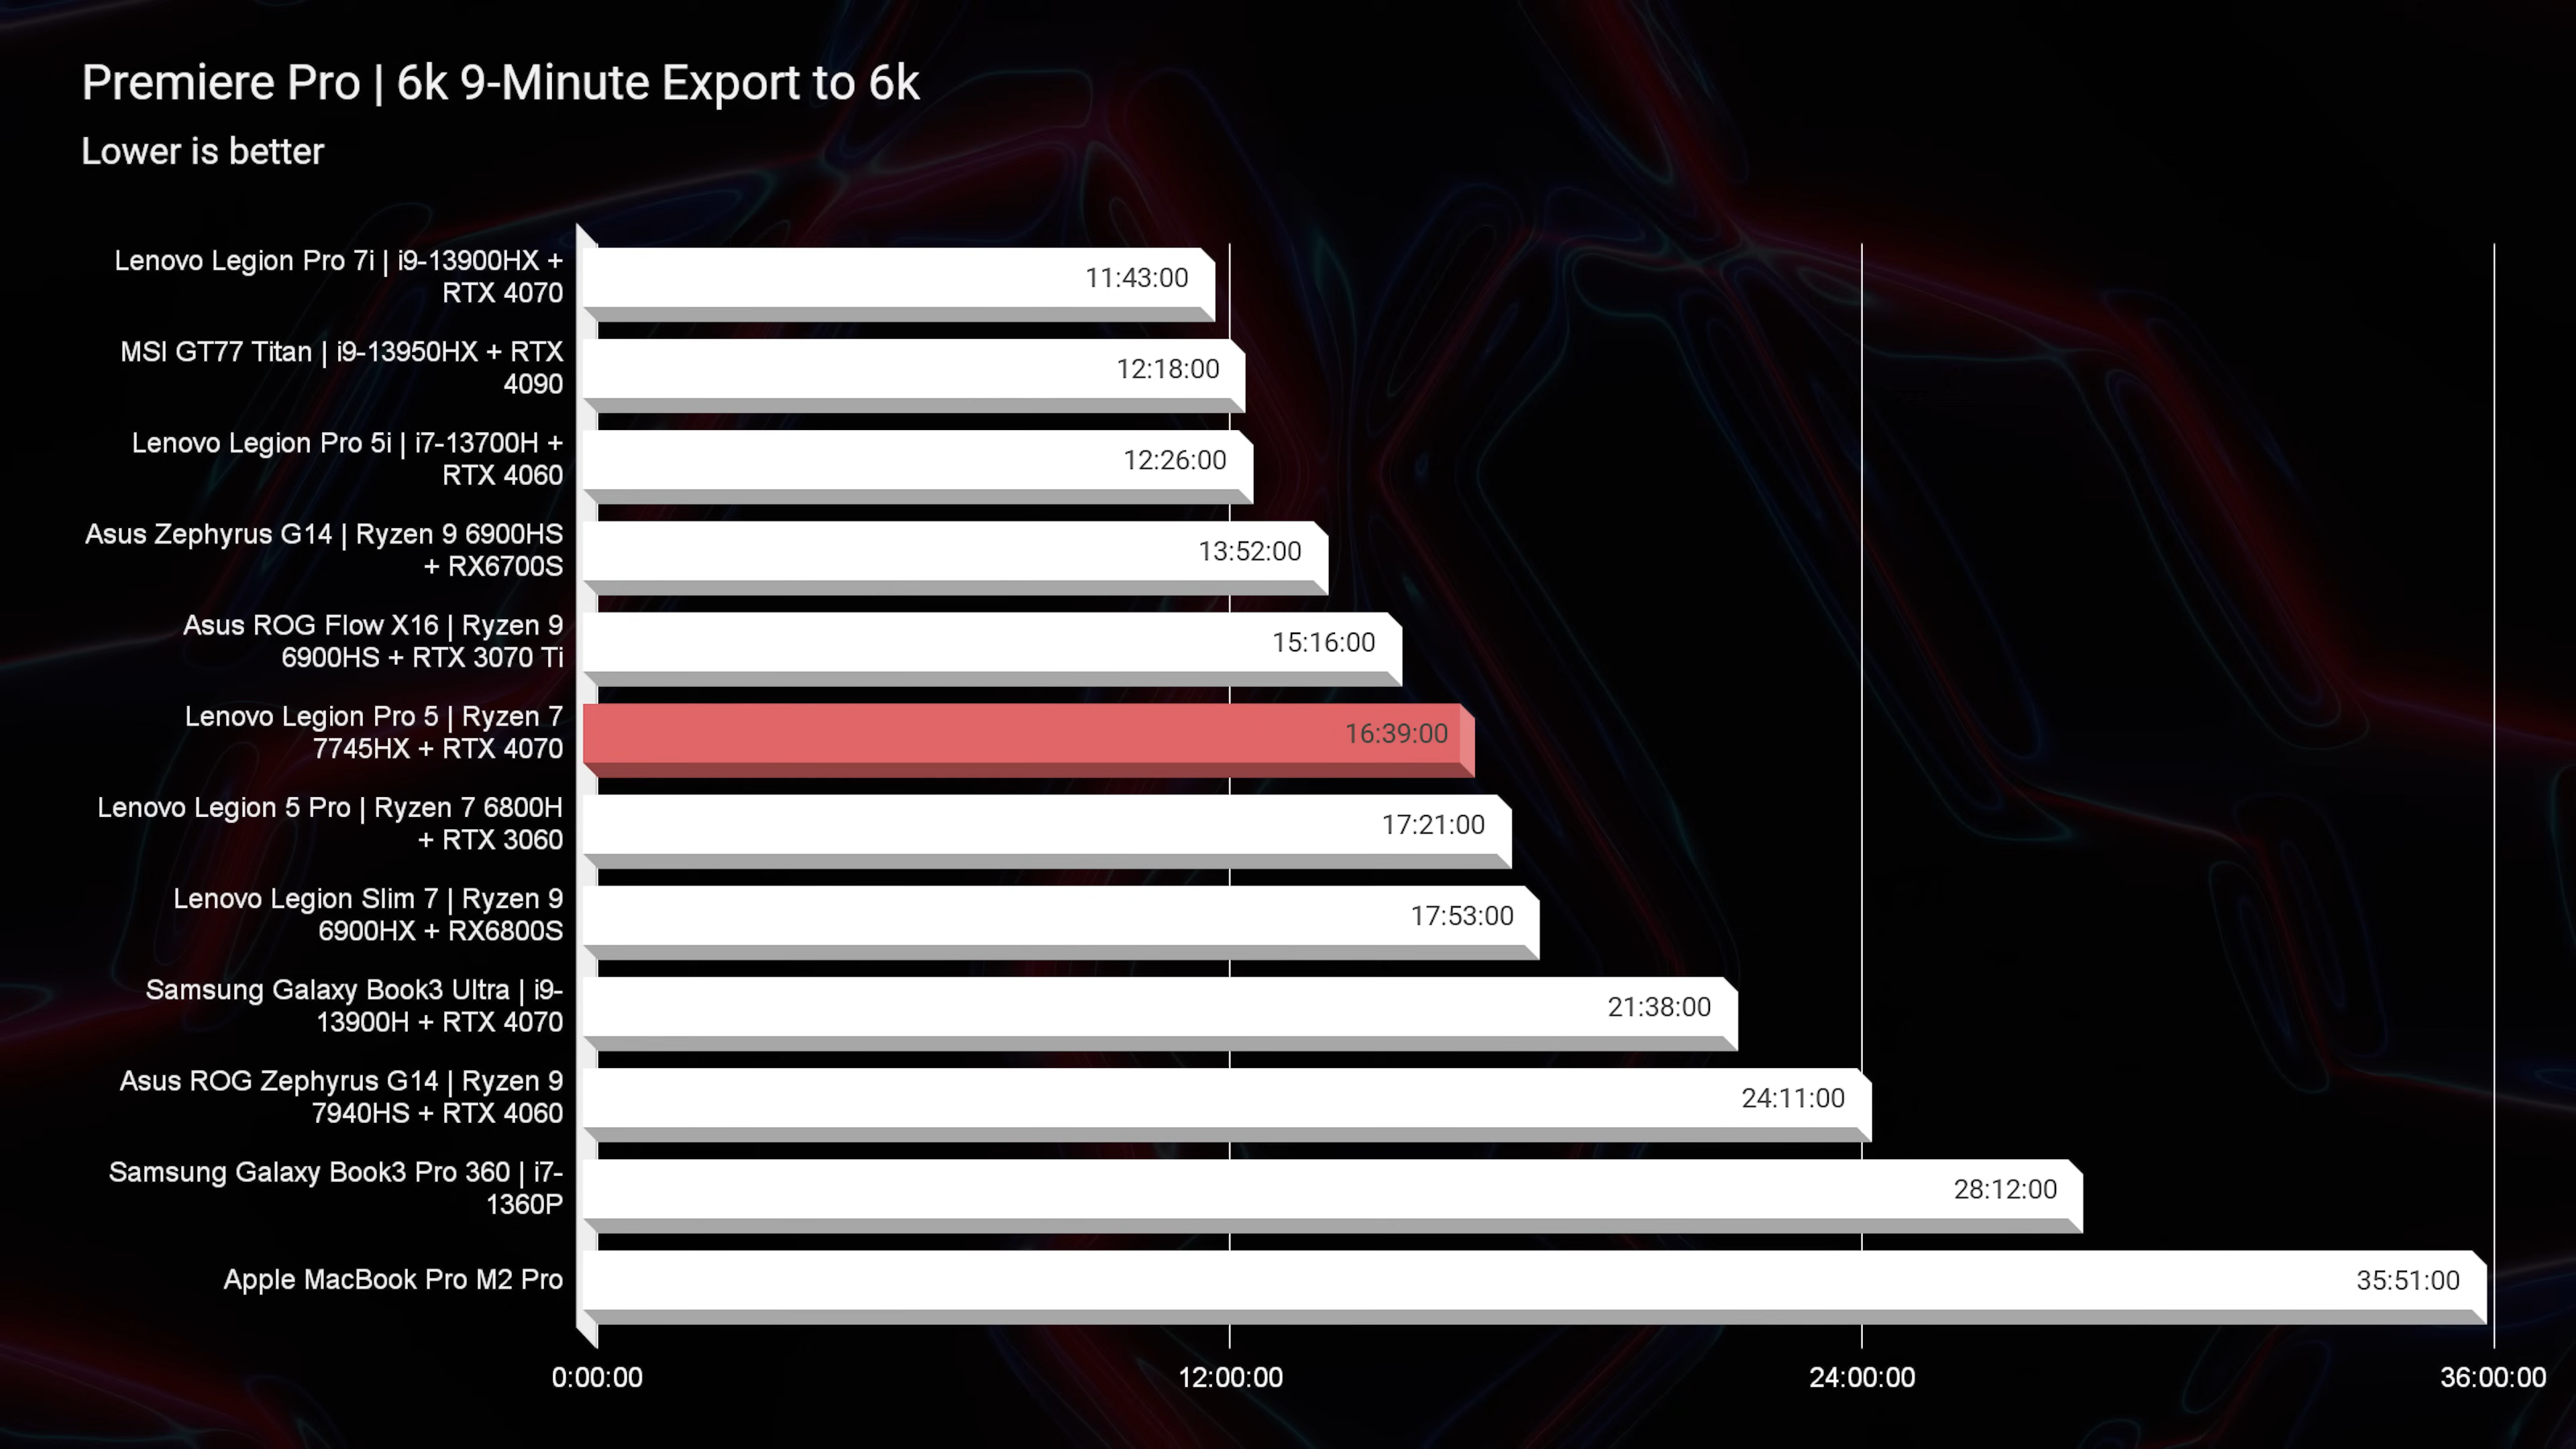 Premiere Pro | 6k 9-Minute Export to 6k
Lower is better
Lenovo Legion Pro 7i | i9-13900HX +
RTX 4070
11:43:00
MSI GT77 Titan | i9-13950HX + RTX
4090
12:18:00
Lenovo Legion Pro 5i | i7-13700H +
RTX 4060
12:26:00
Asus Zephyrus G14 | Ryzen 9 6900HS
+ RX6700S
13:52:00
Asus ROG Flow X16 | Ryzen 9
6900HS + RTX 3070 Ti
15:16:00
Lenovo Legion Pro 5 | Ryzen 7
7745HX + RTX 4070
16:39:00
Lenovo Legion 5 Pro | Ryzen 7 6800H
+ RTX 3060
17:21:00
Lenovo Legion Slim 7 | Ryzen 9
6900HX + RX6800S
17:53:00
Samsung Galaxy Book3 Ultra | i9-
13900H + RTX 4070
21:38:00
Asus ROG Zephyrus G14 | Ryzen 9
7940HS + RTX 4060
24:11:00
Samsung Galaxy Book3 Pro 360 | i7-
1360P
28:12:00
Apple MacBook Pro M2 Pro
35:51:00
0:00:00
12:00:00
24:00:00
36:00:00